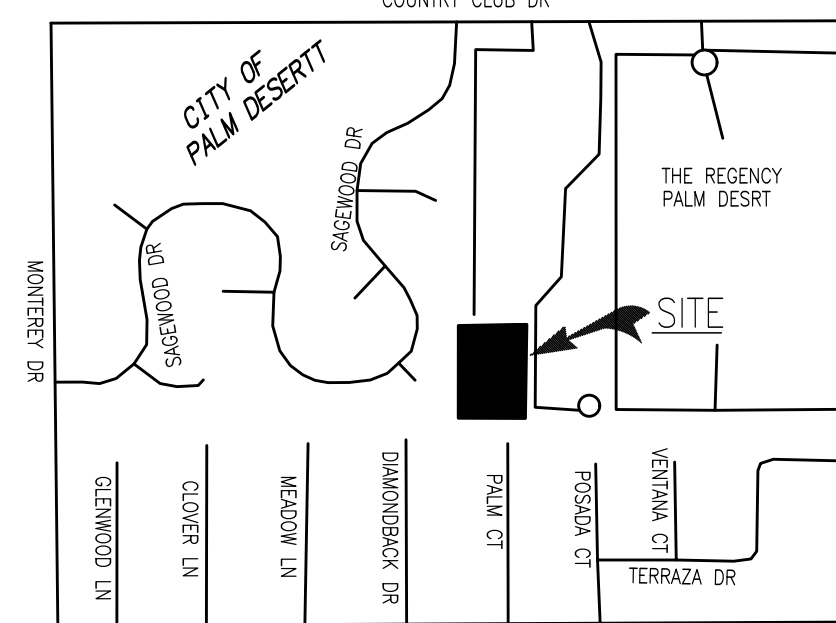 COUNTRY CLUB DR
CITY OF
PALM DESERTT
SAGEWOOD DR
THE REGENCY
PALM DESRT
SAGEWOOD DR
MONTEREY DR
SITE
GLENWOOD LN
CLOVER LN
MEADOW LN
DIAMONDBACK DR
PALM CT
POSADA CT
VENTANA CT
TERRAZA DR